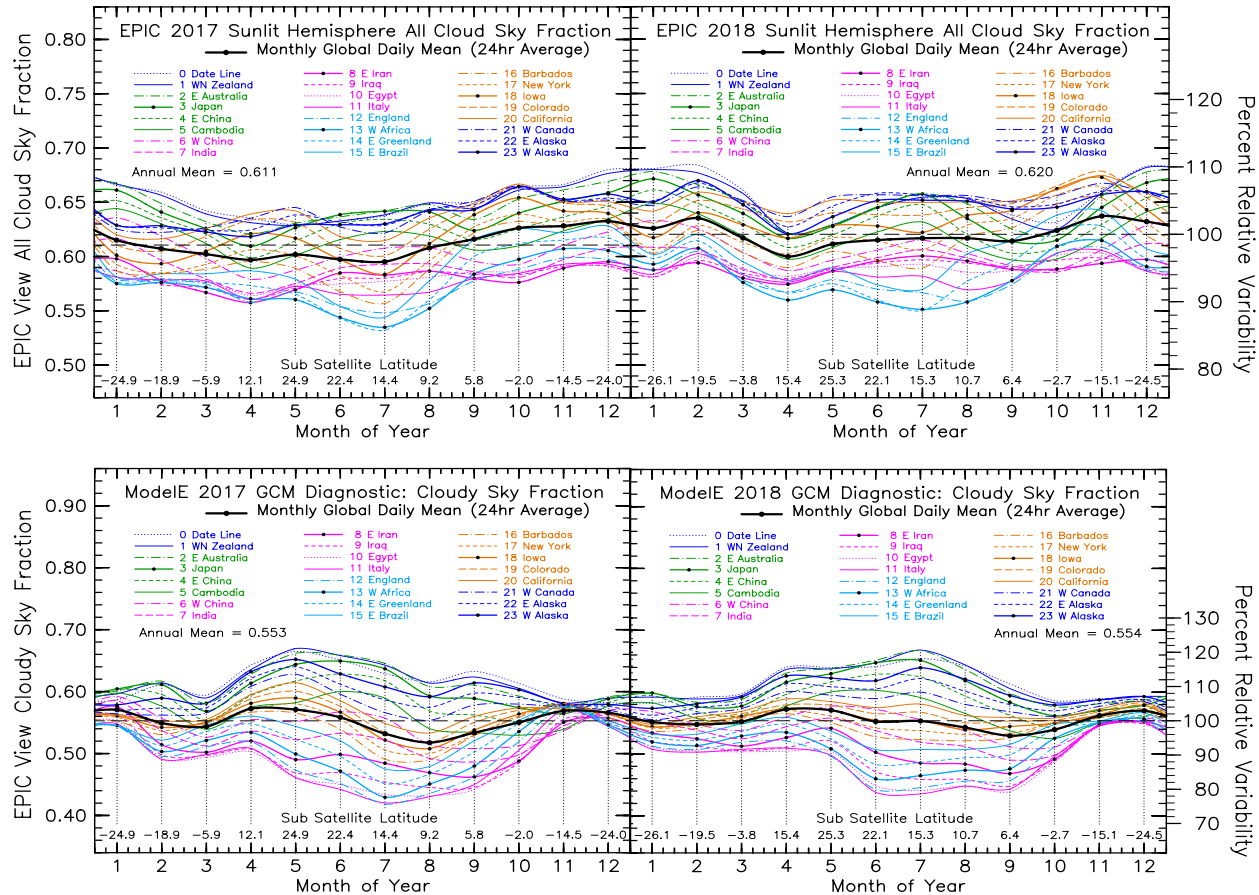 EPIC 2017 Sunlit Hemisphere All Cloud Sky Fraction
Monthly Global Daily Mean (24hr Average)
0 Date Line
1 WN Zealand
2 E Australia
3 Japan
4 E China
5 Cambodia
6 W China
7 India
8 E Iran
9 Iraq
10 Egypt
11 Italy
12 England
13 W Africa
14 E Greenland
15 E Brazil
16 Barbados
17 New York
18 Iowa
19 Colorado
20 California
21 W Canada
22 E Alaska
23 W Alaska
Annual Mean = 0.611
EPIC View All Cloud Sky Fraction
0.80
0.75
0.70
0.65
0.60
0.55
0.50
Sub Satellite Latitude
−24.9 −18.9 −5.9 12.1 24.9 22.4 14.4 9.2 5.8 −2.0 −14.5 −24.0
1 2 3 4 5 6 7 8 9 10 11 12
Month of Year
EPIC 2018 Sunlit Hemisphere All Cloud Sky Fraction
Monthly Global Daily Mean (24hr Average)
0 Date Line
1 WN Zealand
2 E Australia
3 Japan
4 E China
5 Cambodia
6 W China
7 India
8 E Iran
9 Iraq
10 Egypt
11 Italy
12 England
13 W Africa
14 E Greenland
15 E Brazil
16 Barbados
17 New York
18 Iowa
19 Colorado
20 California
21 W Canada
22 E Alaska
23 W Alaska
Annual Mean = 0.620
120
110
100
90
80
Percent Relative Variability
Sub Satellite Latitude
−26.1 −19.5 −3.8 15.4 25.3 22.1 15.3 10.7 6.4 −2.7 −15.1 −24.5
1 2 3 4 5 6 7 8 9 10 11 12
Month of Year
ModelE 2017 GCM Diagnostic: Cloudy Sky Fraction
Monthly Global Daily Mean (24hr Average)
0 Date Line
1 WN Zealand
2 E Australia
3 Japan
4 E China
5 Cambodia
6 W China
7 India
8 E Iran
9 Iraq
10 Egypt
11 Italy
12 England
13 W Africa
14 E Greenland
15 E Brazil
16 Barbados
17 New York
18 Iowa
19 Colorado
20 California
21 W Canada
22 E Alaska
23 W Alaska
Annual Mean = 0.553
EPIC View Cloudy Sky Fraction
0.90
0.80
0.70
0.60
0.50
0.40
Sub Satellite Latitude
−24.9 −18.9 −5.9 12.1 24.9 22.4 14.4 9.2 5.8 −2.0 −14.5 −24.0
1 2 3 4 5 6 7 8 9 10 11 12
Month of Year
ModelE 2018 GCM Diagnostic: Cloudy Sky Fraction
Monthly Global Daily Mean (24hr Average)
0 Date Line
1 WN Zealand
2 E Australia
3 Japan
4 E China
5 Cambodia
6 W China
7 India
8 E Iran
9 Iraq
10 Egypt
11 Italy
12 England
13 W Africa
14 E Greenland
15 E Brazil
16 Barbados
17 New York
18 Iowa
19 Colorado
20 California
21 W Canada
22 E Alaska
23 W Alaska
Annual Mean = 0.554
130
120
110
100
90
80
70
Percent Relative Variability
Sub Satellite Latitude
−26.1 −19.5 −3.8 15.4 25.3 22.1 15.3 10.7 6.4 −2.7 −15.1 −24.5
1 2 3 4 5 6 7 8 9 10 11 12
Month of Year